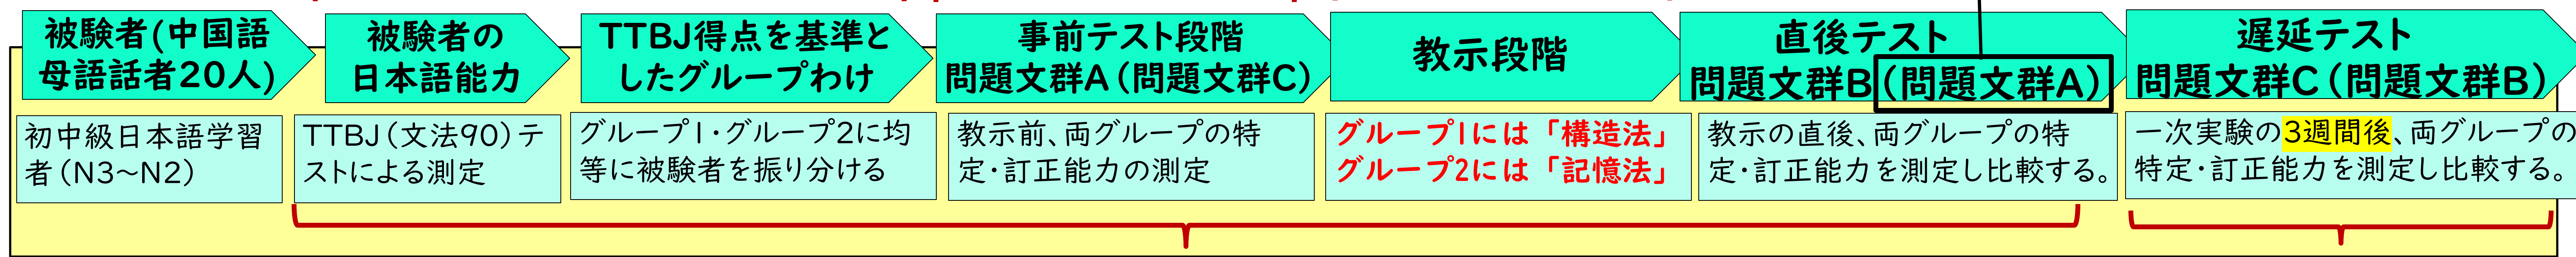 被験者(中国語
母語話者20人)
初中級日本語学習
者(N3～N2)
被験者の
日本語能力
TTBJ(文法90)テ
ストによる測定
TTBJ得点を基準と
したグループわけ
グループ1・グループ2に均
等に被験者を振り分ける
事前テスト段階
問題文群A(問題文群C)
教示前、両グループの特
定・訂正能力の測定
教示段階
グループ1には「構造法」
グループ2には「記憶法」
直後テスト
問題文群B(問題文群A)
教示の直後、両グループの特
定・訂正能力を測定し比較する。
遅延テスト
問題文群C(問題文群B)
一次実験の3週間後、両グループの
特定・訂正能力を測定し比較する。